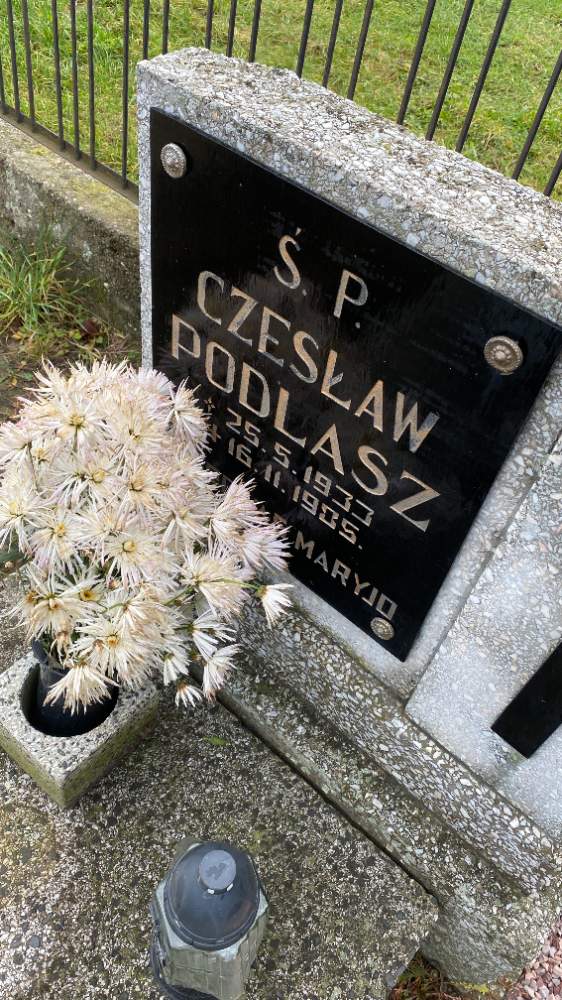 Ś. P.
CZESŁAW
PODLASZ
25.5.1933
16.11.1985.
MARYJO